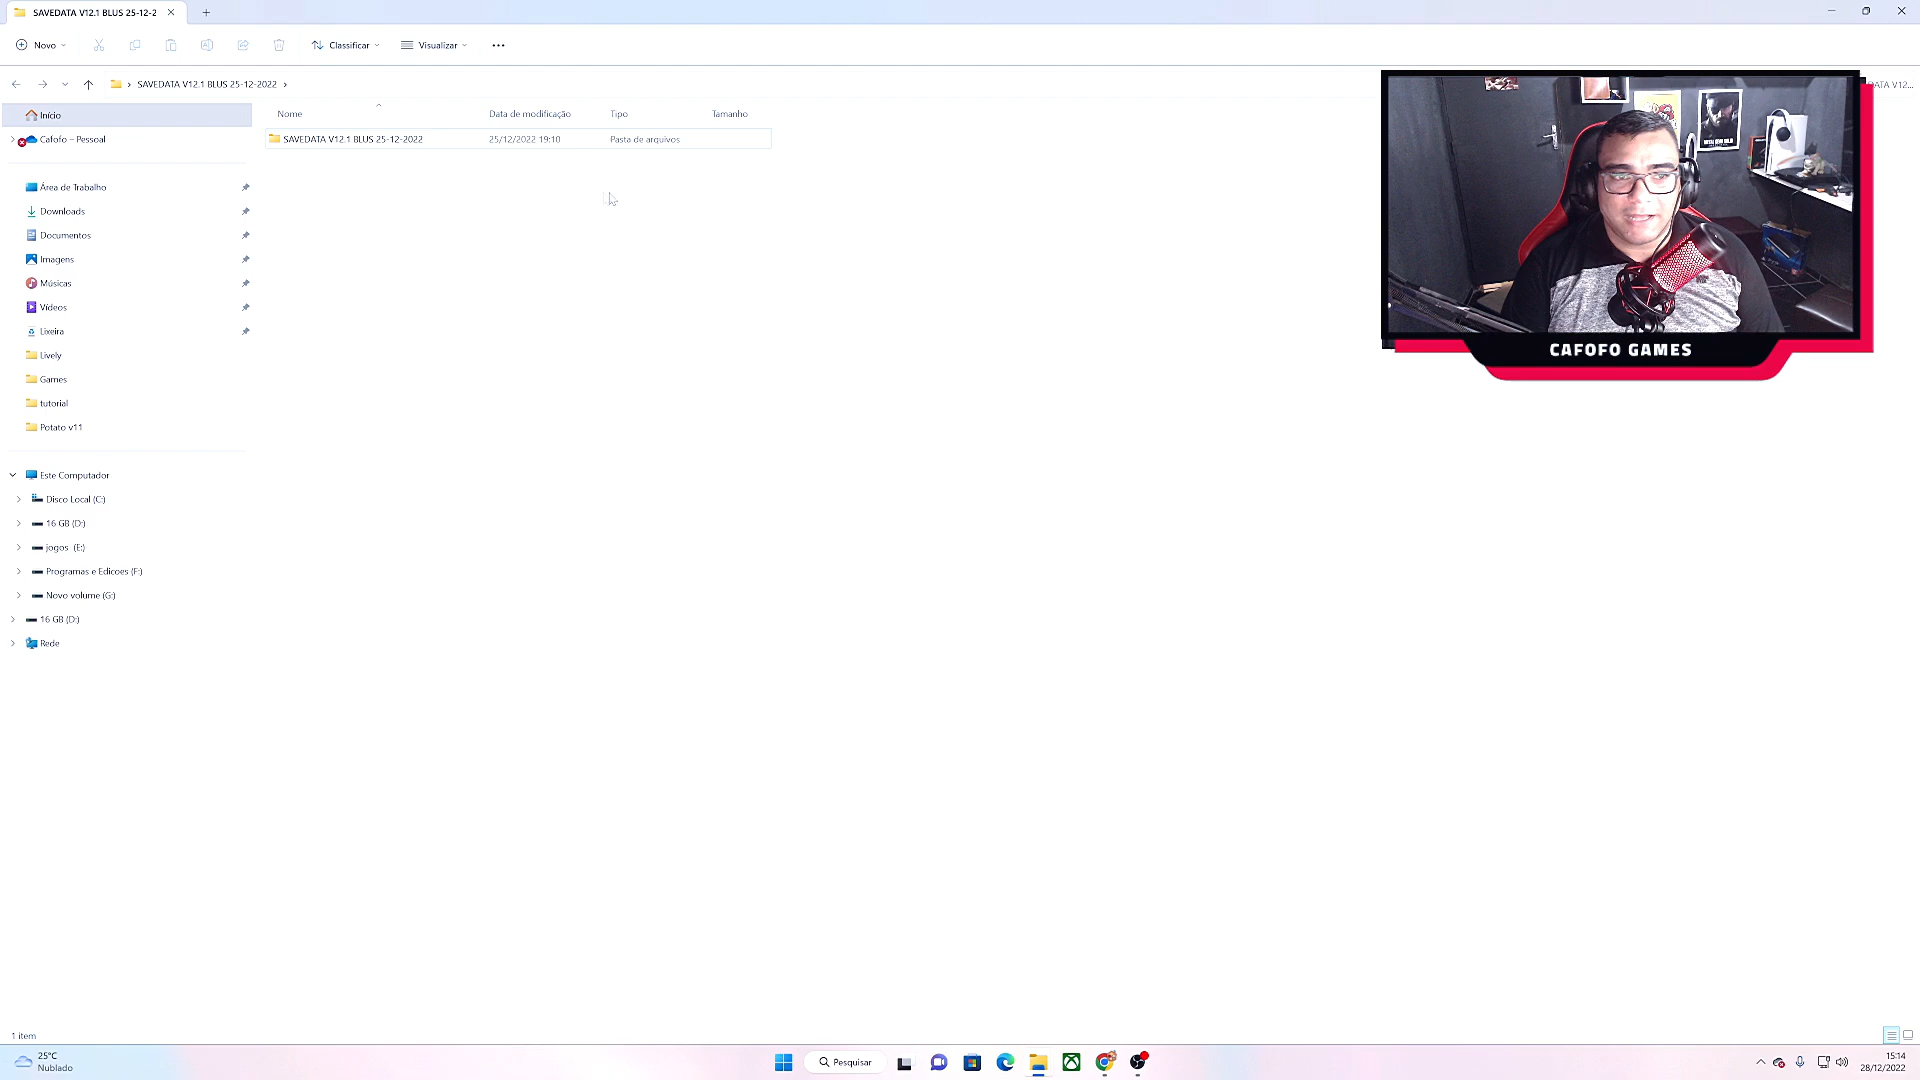 SAVEDATA V12.1 BLUS 25-12-2
Novo
Classificar
Visualizar
SAVEDATA V12.1 BLUS 25-12-2022
DATA V12...
Início
Cafofo – Pessoal
Área de Trabalho
Downloads
Documentos
Imagens
Músicas
Vídeos
Lixeira
Lively
Games
tutorial
Potato v11
Este Computador
Disco Local (C:)
16 GB (D:)
jogos (E:)
Programas e Edicoes (F:)
Novo volume (G:)
16 GB (D:)
Rede
Nome Data de modificação Tipo Tamanho
SAVEDATA V12.1 BLUS 25-12-2022 25/12/2022 19:10 Pasta de arquivos
CAFOFO GAMES
1 item
25°C
Nublado
Pesquisar
15:14
28/12/2022